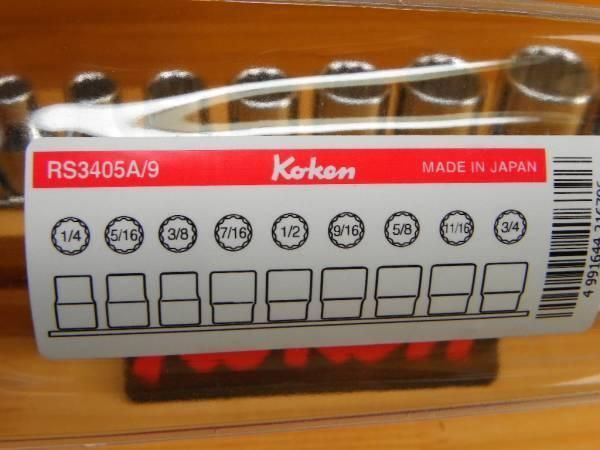 RS3405A/9 Koken MADE IN JAPAN
1/4 5/16 3/8 7/16 1/2 9/16 5/8 11/16 3/4